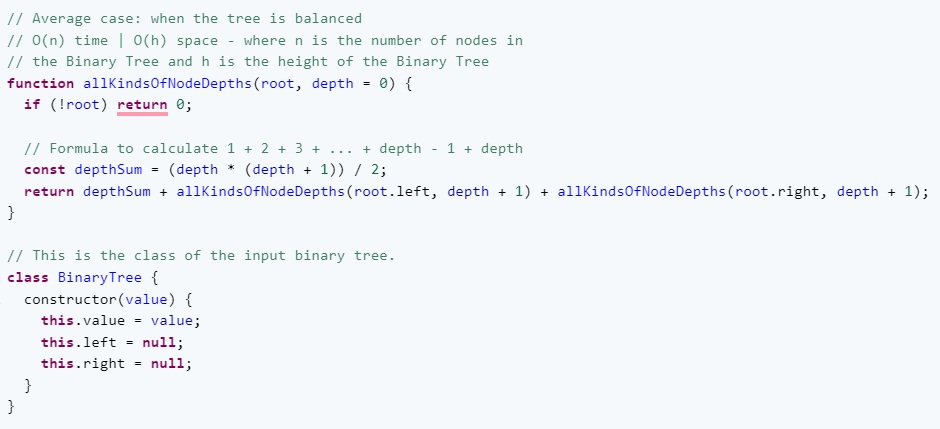 // Average case: when the tree is balanced
// O(n) time | O(h) space - where n is the number of nodes in
// the Binary Tree and h is the height of the Binary Tree
function allKindsOfNodeDepths(root, depth = 0) {
  if (!root) return 0;

  // Formula to calculate 1 + 2 + 3 + ... + depth - 1 + depth
  const depthSum = (depth * (depth + 1)) / 2;
  return depthSum + allKindsOfNodeDepths(root.left, depth + 1) + allKindsOfNodeDepths(root.right, depth + 1);
}

// This is the class of the input binary tree.
class BinaryTree {
  constructor(value) {
    this.value = value;
    this.left = null;
    this.right = null;
  }
}